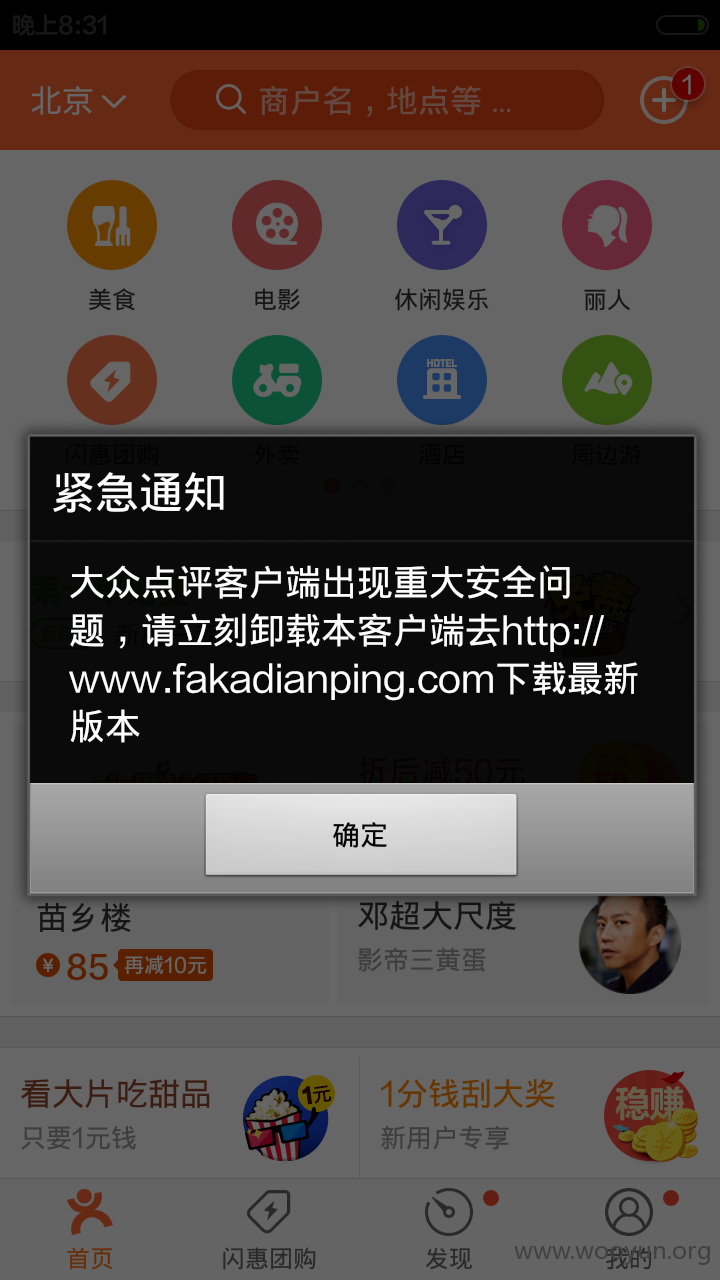 晚上8:31
北京
商户名，地点等 ...
1
美食
电影
休闲娱乐
丽人
HOTEL
闪惠团购
外卖
酒店
周边游
紧急通知
大众点评客户端出现重大安全问
题，请立刻卸载本客户端去http://
www.fakadianping.com下载最新
版本
折后减50元
确定
苗乡楼
邓超大尺度
¥85
再减10元
影帝三黄蛋
看大片吃甜品
1元
1分钱刮大奖
稳赚
只要1元钱
新用户专享
首页
闪惠团购
发现
我的
www.wooyun.org